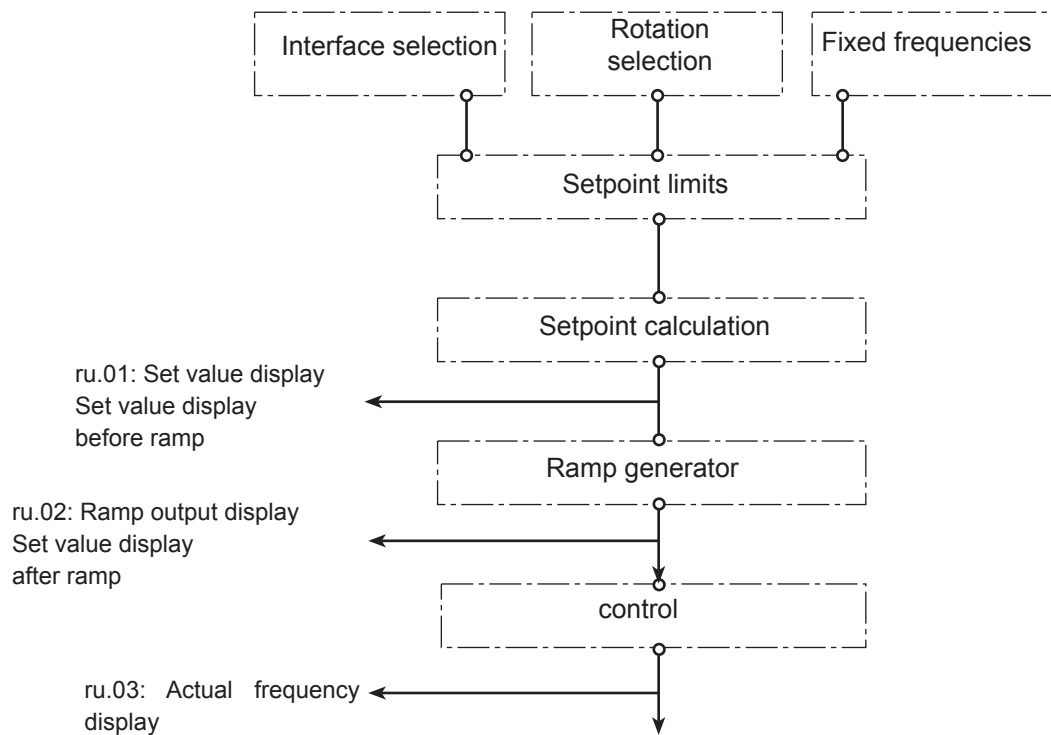 Interface selection
Rotation
selection
Fixed frequencies
Setpoint limits
Setpoint calculation
ru.01: Set value display
Set value display
before ramp
Ramp generator
ru.02: Ramp output display
Set value display
after ramp
control
ru.03: Actual frequency
display